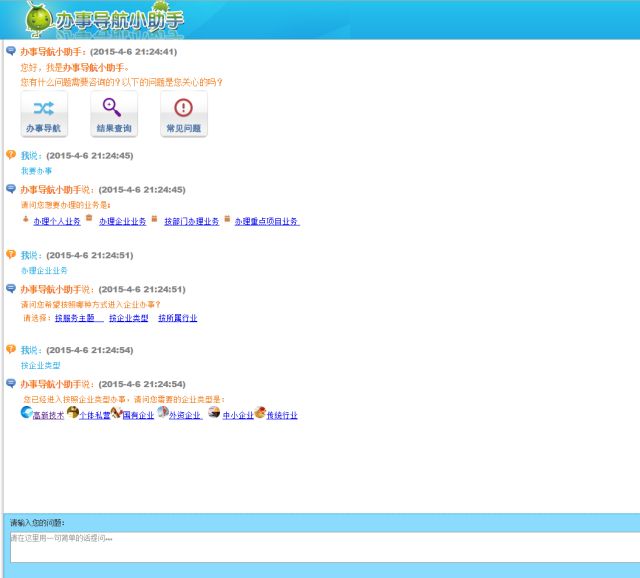 办事导航小助手
办事导航小助手：(2015-4-6 21:24:41)
您好，我是办事导航小助手。
您有什么问题需要咨询的？以下的问题是您关心的吗？
办事导航 结果查询 常见问题
我说：(2015-4-6 21:24:45)
我要办事
办事导航小助手说：(2015-4-6 21:24:45)
请问您想要办理的业务是：
办理个人业务 办理企业业务 按部门办理业务 办理重点项目业务
我说：(2015-4-6 21:24:51)
办理企业业务
办事导航小助手说：(2015-4-6 21:24:51)
请问您希望按照哪种方式进入企业办事？
请选择：按服务主题 按企业类型 按所属行业
我说：(2015-4-6 21:24:54)
按企业类型
办事导航小助手说：(2015-4-6 21:24:54)
您已经进入按照企业类型办事，请问您需要的企业类型是：
高新技术 个体私营 国有企业 外资企业 中小企业 传统行业
请输入您的问题：
请在这里用一句简单的话提问...